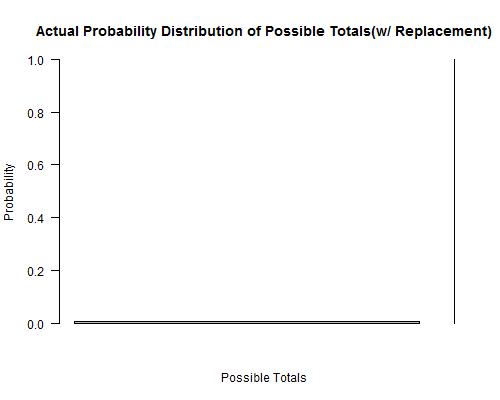 Actual Probability Distribution of Possible Totals(w/ Replacement)
1.0
0.8
0.6
0.4
0.2
0.0
Probability
Possible Totals